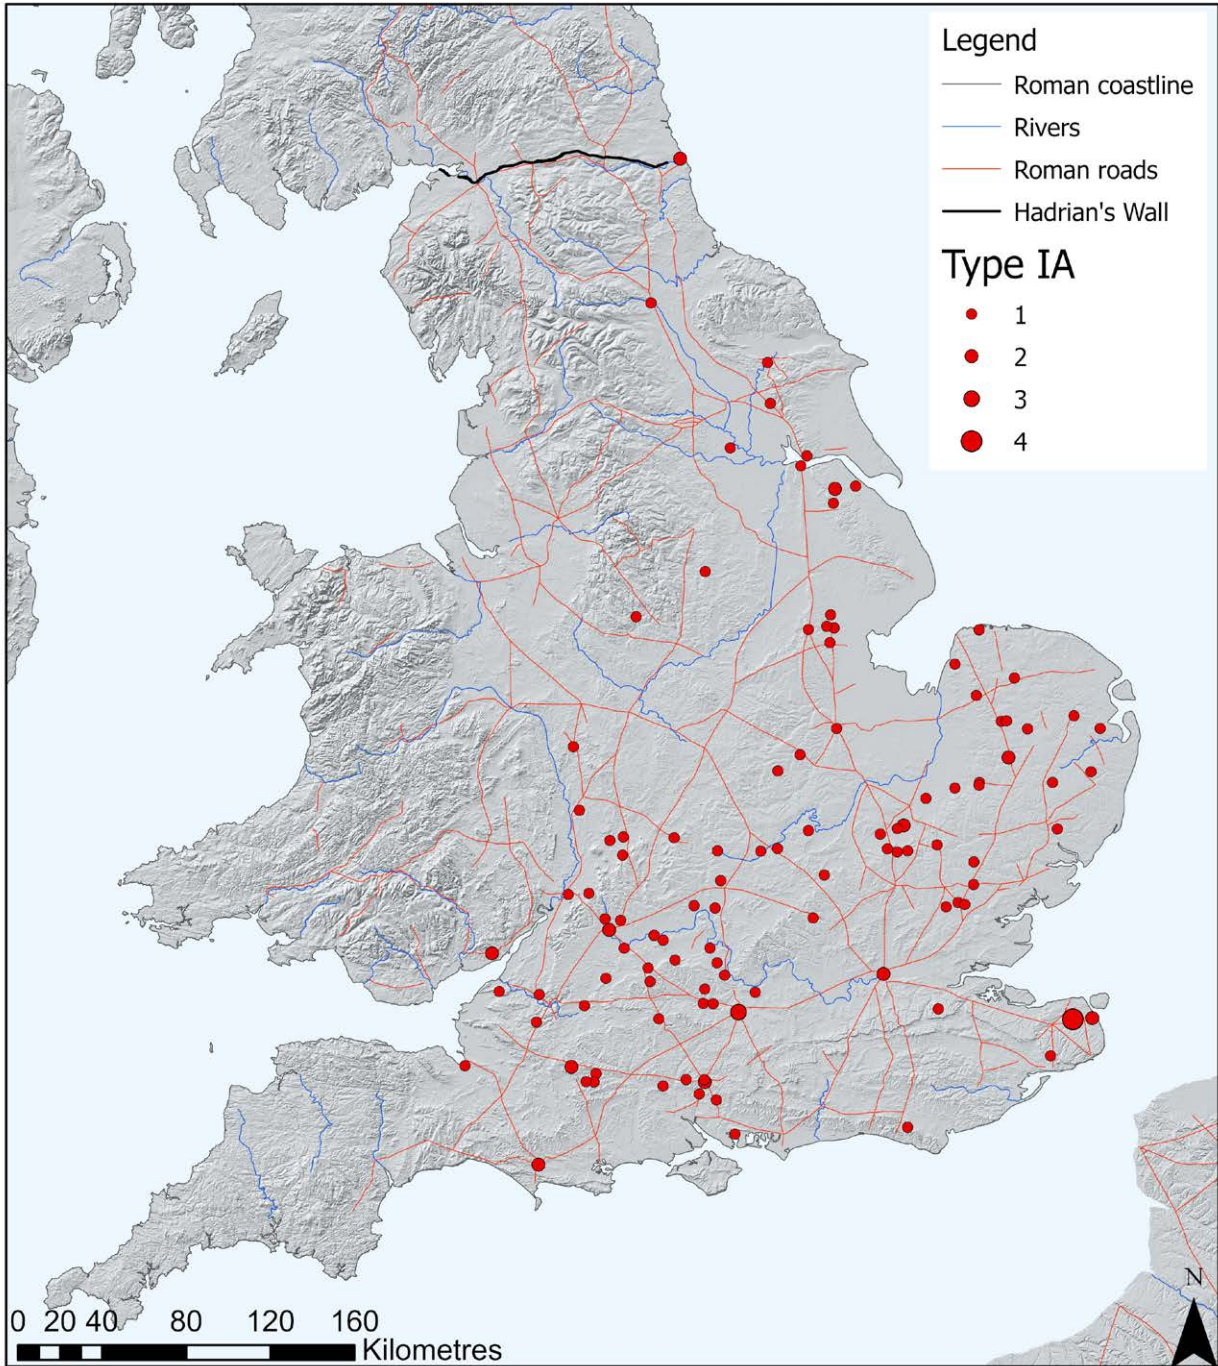 Legend
Roman coastline
Rivers
Roman roads
Hadrian's Wall
Type IA
1
2
3
4
N
0 20 40 80 120 160
Kilometres